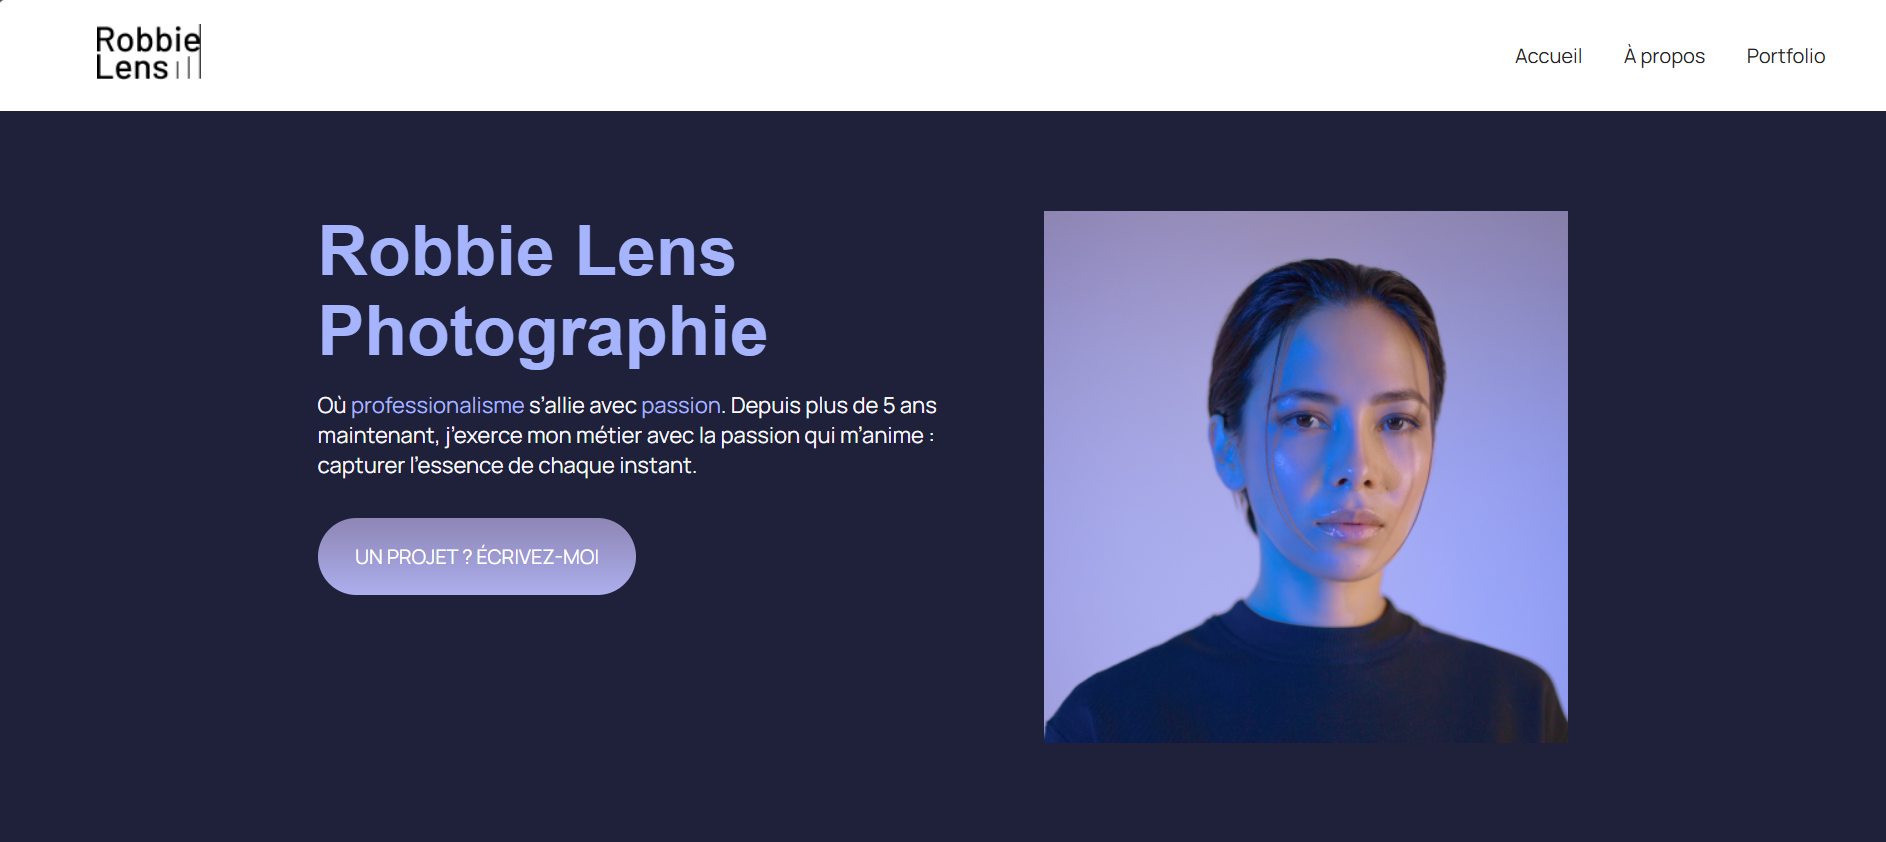 Robbie
Lens
Accueil
À propos
Portfolio
Robbie Lens
Photographie
Où professionalisme s’allie avec passion. Depuis plus de 5 ans
maintenant, j’exerce mon métier avec la passion qui m’anime :
capturer l’essence de chaque instant.
UN PROJET ? ÉCRIVEZ-MOI